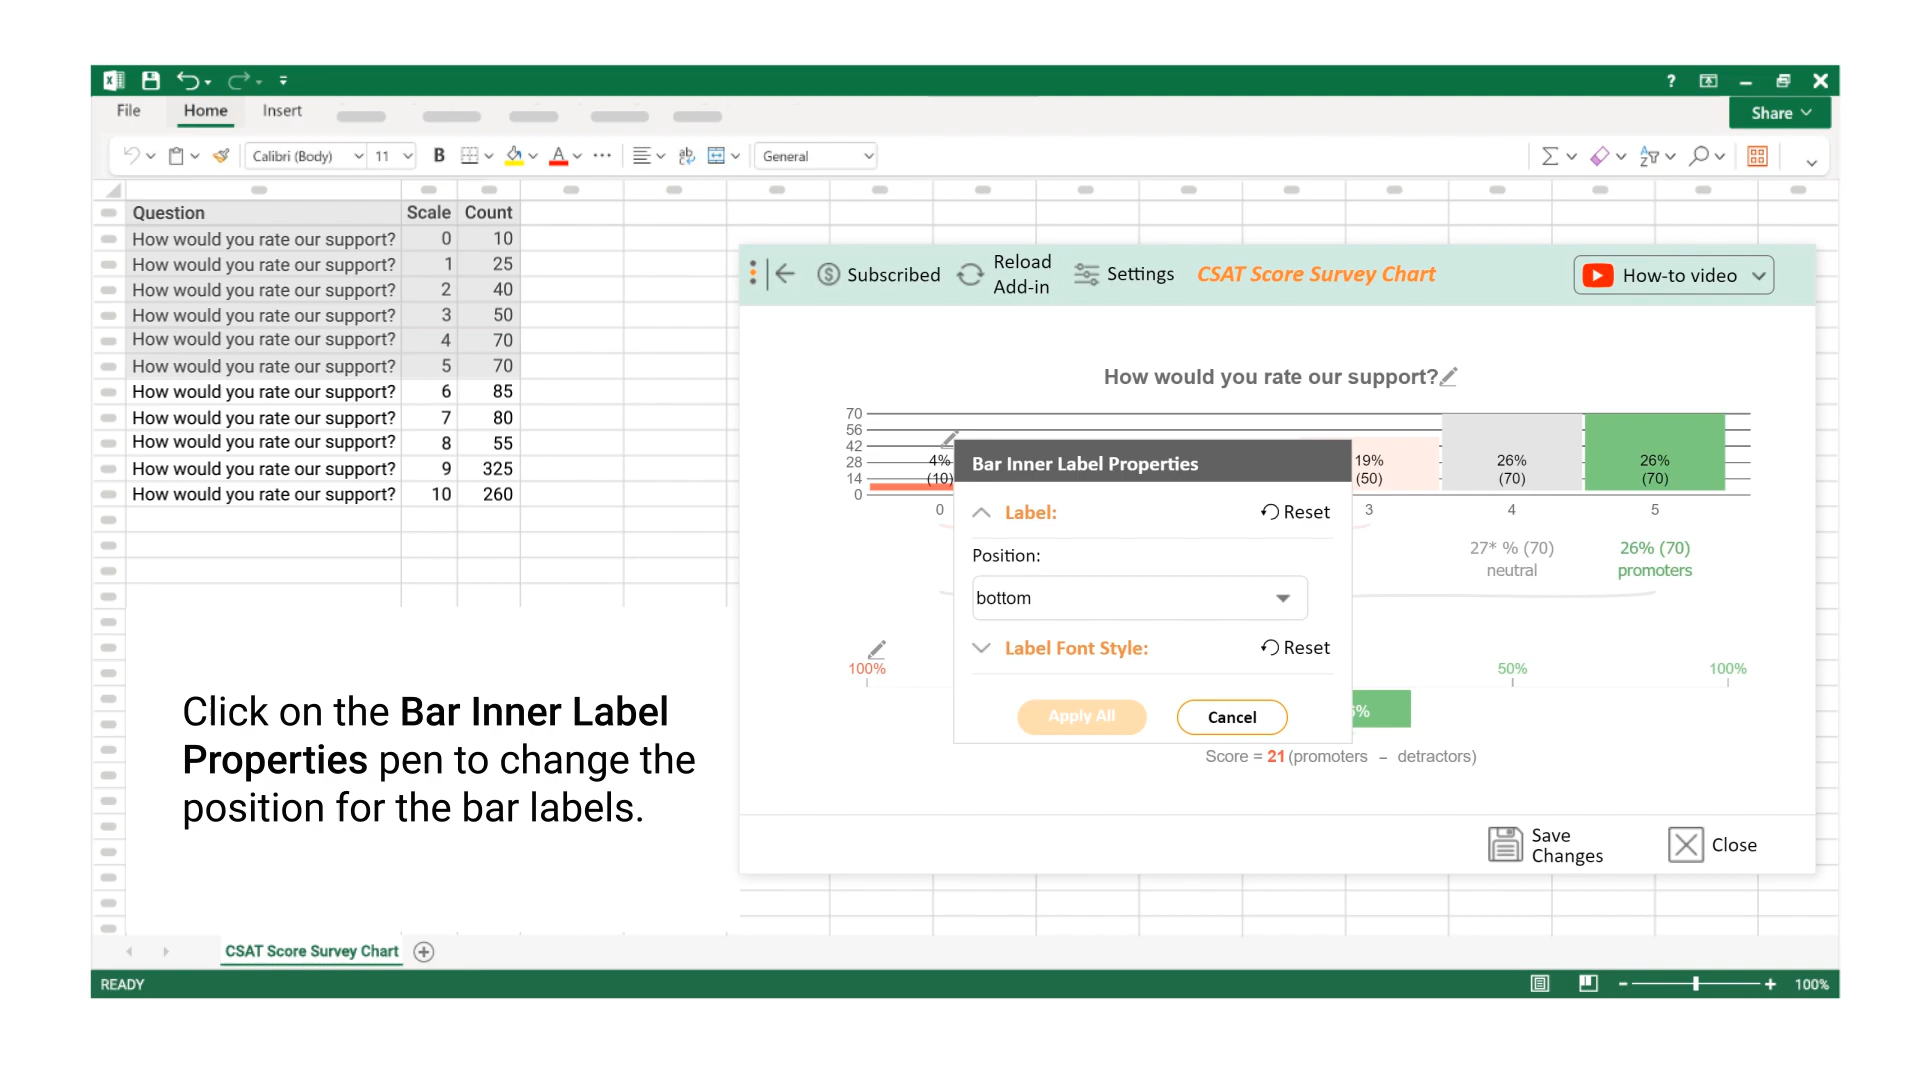 File Home Insert
Share
Calibri (Body) 11 B A General
Question Scale Count
How would you rate our support? 0 10
How would you rate our support? 1 25
How would you rate our support? 2 40
How would you rate our support? 3 50
How would you rate our support? 4 70
How would you rate our support? 5 70
How would you rate our support? 6 85
How would you rate our support? 7 80
How would you rate our support? 8 55
How would you rate our support? 9 325
How would you rate our support? 10 260
Subscribed
Reload
Add-in
Settings
CSAT Score Survey Chart
How-to video
How would you rate our support?
70
56
42
28
14
0
4%
(10)
19%
(50)
26%
(70)
26%
(70)
0 3 4 5
27* % (70)
neutral
26% (70)
promoters
Bar Inner Label Properties
Label: Reset
Position:
bottom
Label Font Style: Reset
Apply All Cancel
100% 50% 100%
Score = 21 (promoters – detractors)
Save
Changes
Close
Click on the Bar Inner Label
Properties pen to change the
position for the bar labels.
CSAT Score Survey Chart
READY
100%